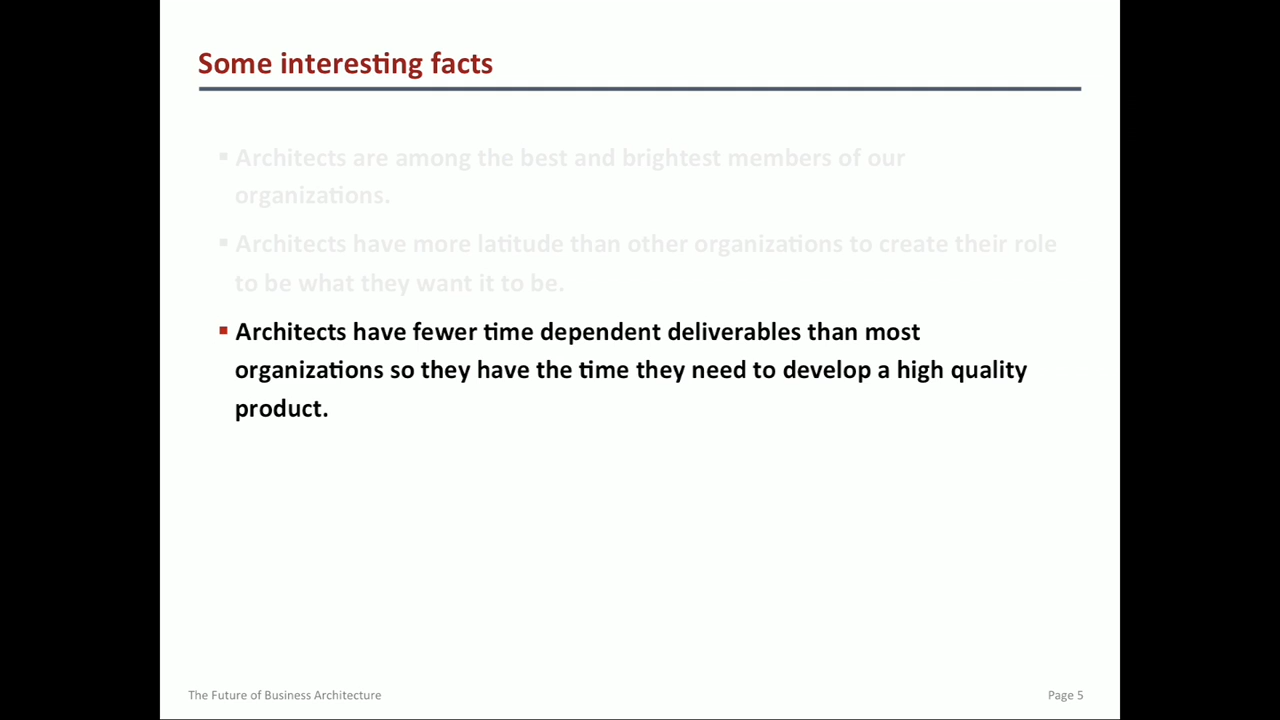 Some interesting facts
▪ Architects are among the best and brightest members of our
organizations.
▪ Architects have more latitude than other organizations to create their role
to be what they want it to be.
▪ Architects have fewer time dependent deliverables than most
organizations so they have the time they need to develop a high quality
product.
The Future of Business Architecture
Page 5